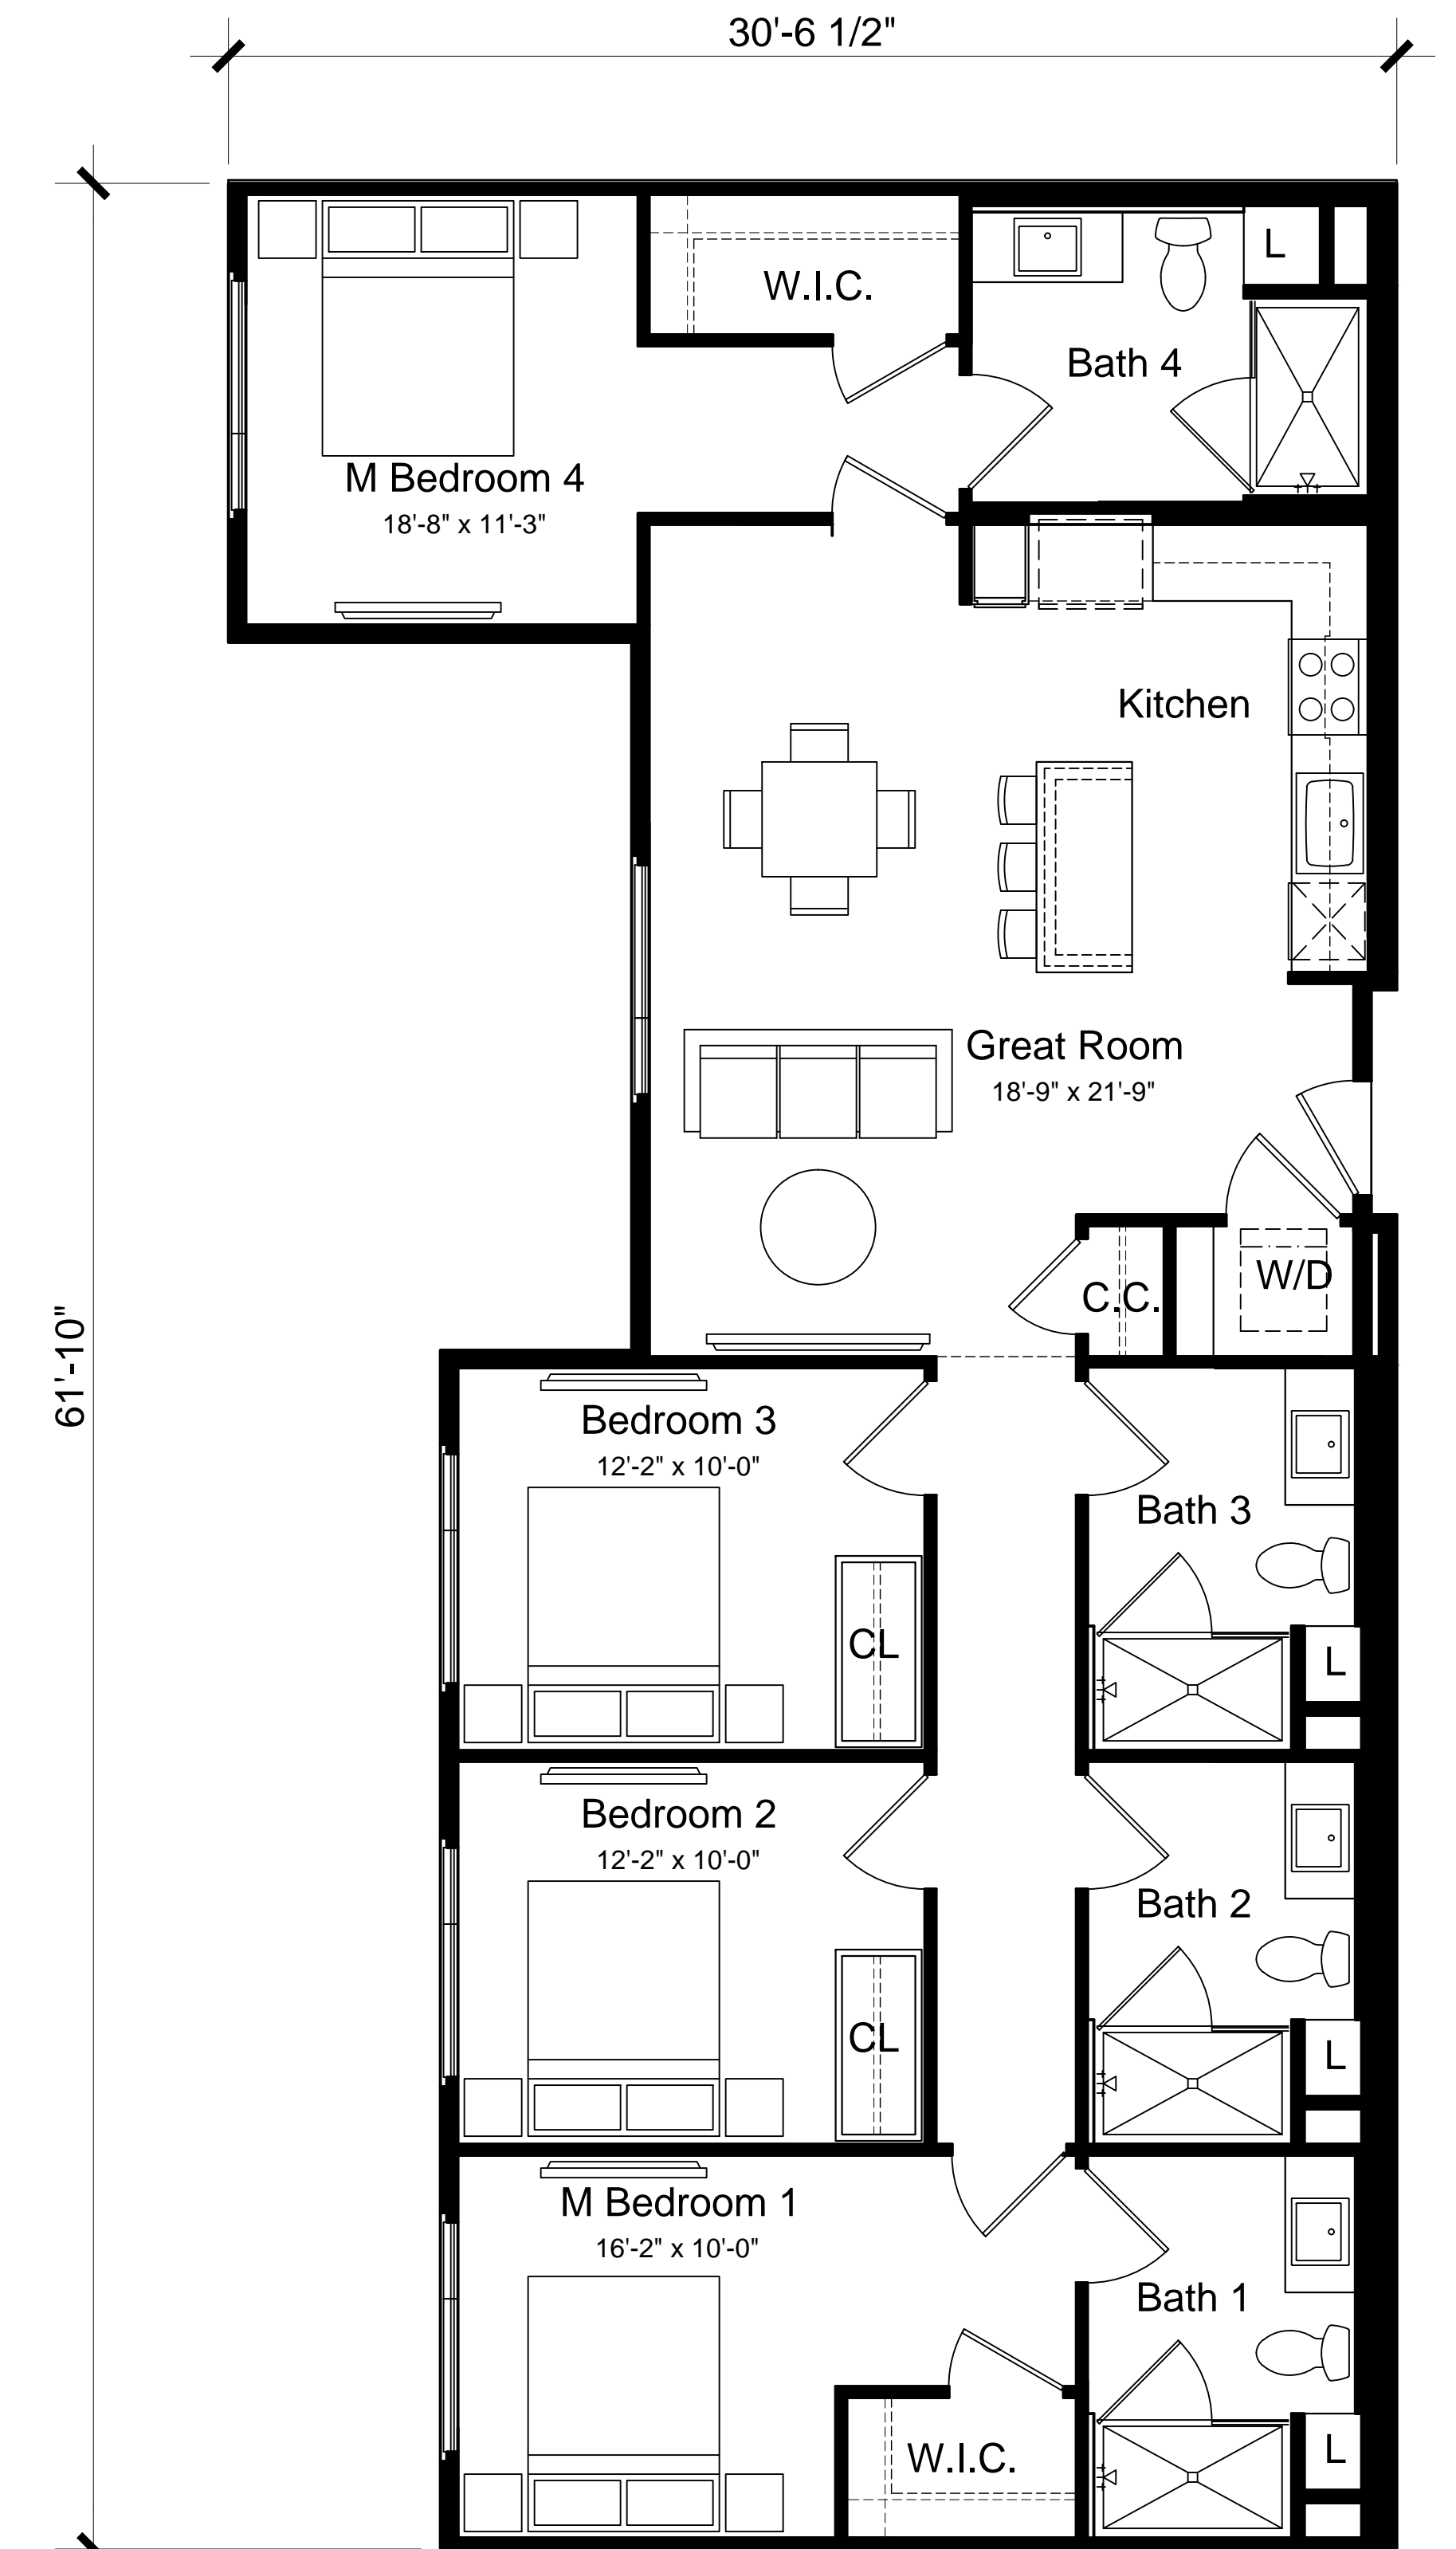 30'-6 1/2"
W.I.C.
L
Bath 4
M Bedroom 4
18'-8" x 11'-3"
Kitchen
Great Room
18'-9" x 21'-9"
W/D
C.C.
61'-10"
Bedroom 3
12'-2" x 10'-0"
Bath 3
CL
L
Bedroom 2
12'-2" x 10'-0"
Bath 2
CL
L
M Bedroom 1
16'-2" x 10'-0"
Bath 1
W.I.C.
L